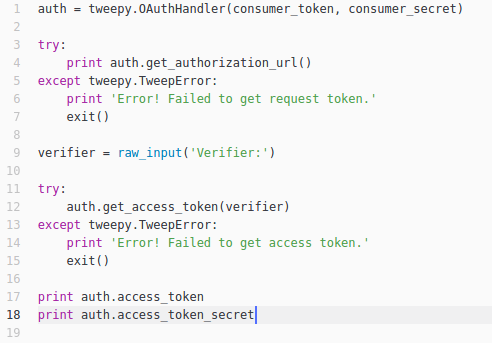 1 auth = tweepy.OAuthHandler(consumer_token, consumer_secret)
2
3 try:
4     print auth.get_authorization_url()
5 except tweepy.TweepError:
6     print 'Error! Failed to get request token.'
7     exit()
8
9 verifier = raw_input('Verifier:')
10
11 try:
12     auth.get_access_token(verifier)
13 except tweepy.TweepError:
14     print 'Error! Failed to get access token.'
15     exit()
16
17 print auth.access_token
18 print auth.access_token_secret
19